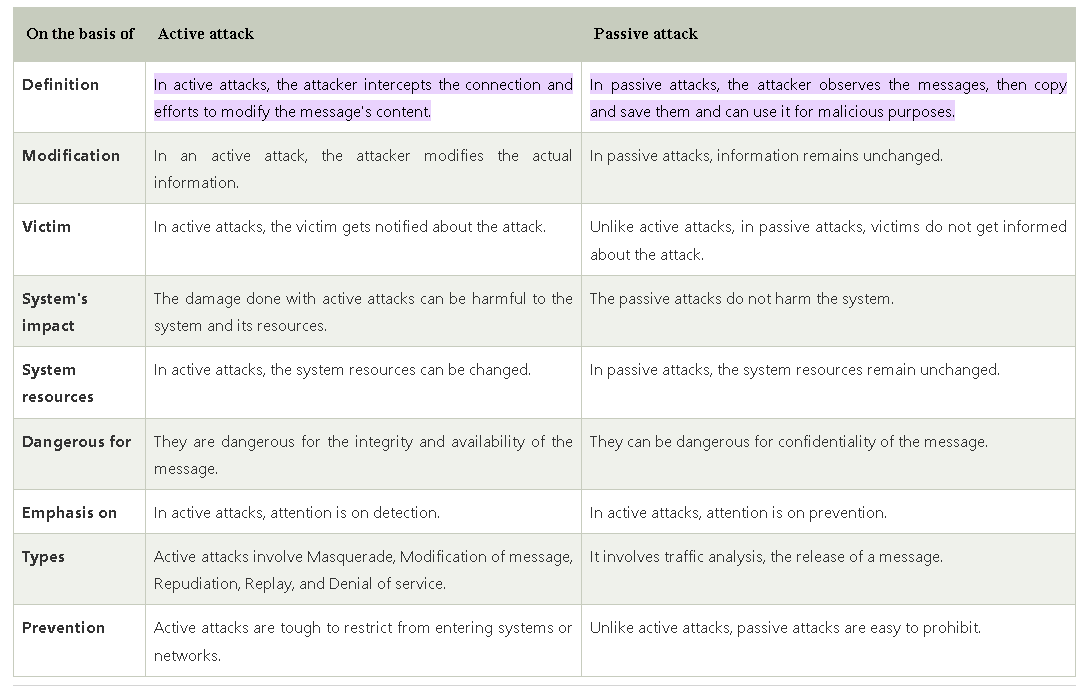 On the basis of Active attack Passive attack
Definition In active attacks, the attacker intercepts the connection and In passive attacks, the attacker observes the messages, then copy
efforts to modify the message's content. and save them and can use it for malicious purposes.
Modification In an active attack, the attacker modifies the actual In passive attacks, information remains unchanged.
information.
Victim In active attacks, the victim gets notified about the attack. Unlike active attacks, in passive attacks, victims do not get informed
about the attack.
System's The damage done with active attacks can be harmful to the The passive attacks do not harm the system.
impact system and its resources.
System In active attacks, the system resources can be changed. In passive attacks, the system resources remain unchanged.
resources
Dangerous for They are dangerous for the integrity and availability of the They can be dangerous for confidentiality of the message.
message.
Emphasis on In active attacks, attention is on detection. In active attacks, attention is on prevention.
Types Active attacks involve Masquerade, Modification of message, It involves traffic analysis, the release of a message.
Repudiation, Replay, and Denial of service.
Prevention Active attacks are tough to restrict from entering systems or Unlike active attacks, passive attacks are easy to prohibit.
networks.